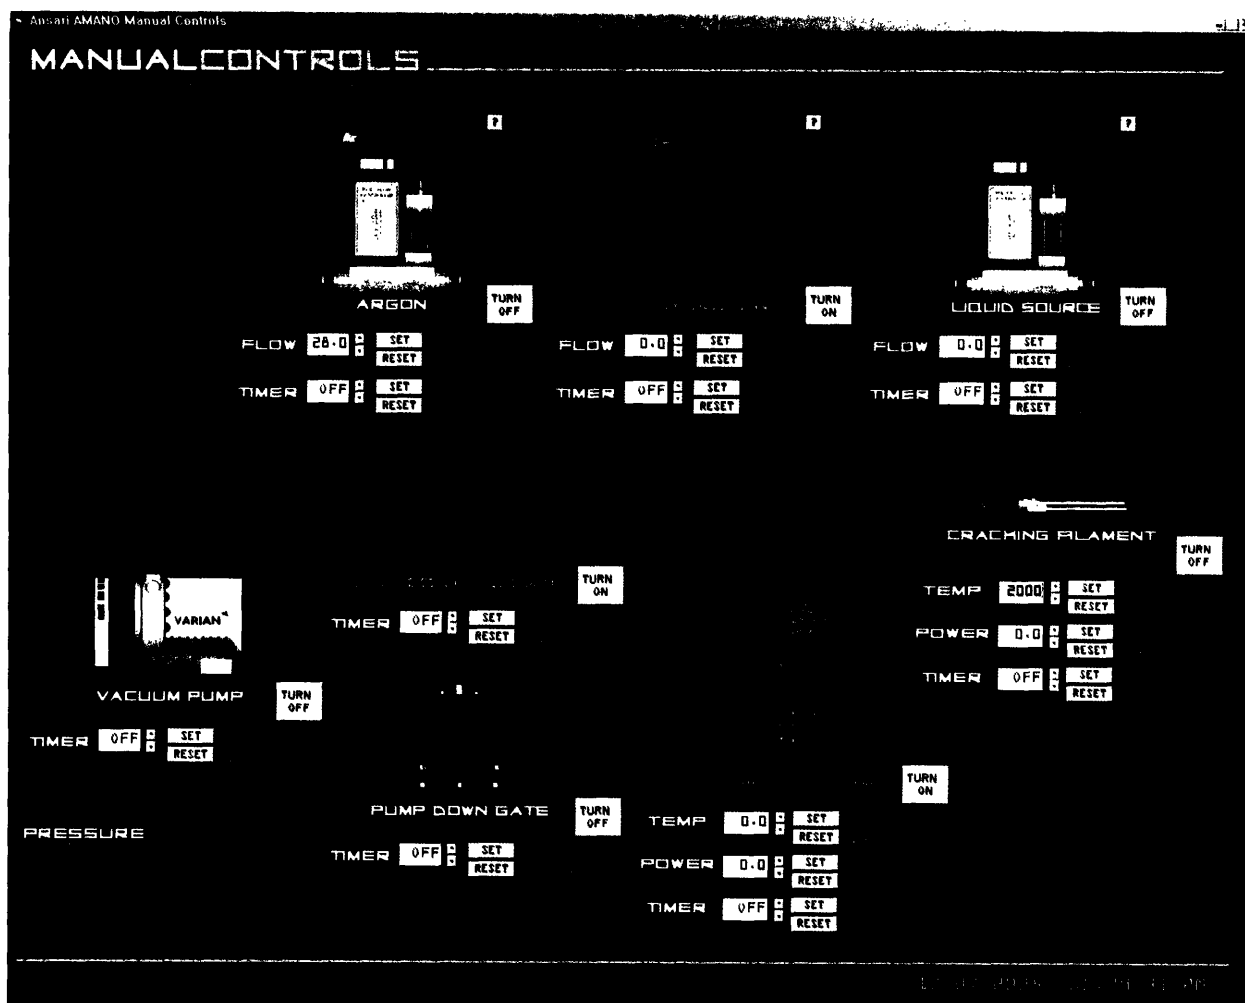 Ansari AMANO Manual Controls
MANUALCONTROLS
? ? ?
Ar
ARGON
TURN OFF
FLOW 28.0 SET
RESET
TIMER OFF SET
RESET
TURN ON
FLOW 0.0 SET
RESET
TIMER OFF SET
RESET
LIQUID SOURCE
TURN OFF
FLOW 0.0 SET
RESET
TIMER OFF SET
RESET
CRACHING FILAMENT
TURN OFF
TEMP 2000 SET
RESET
POWER 0.0 SET
RESET
TIMER OFF SET
RESET
VARIAN
VACUUM PUMP
TURN OFF
TIMER OFF SET
RESET
TURN ON
TIMER OFF SET
RESET
PUMP DOWN GATE
TURN OFF
TIMER OFF SET
RESET
TURN ON
TEMP 0.0 SET
RESET
POWER 0.0 SET
RESET
TIMER OFF SET
RESET
PRESSURE